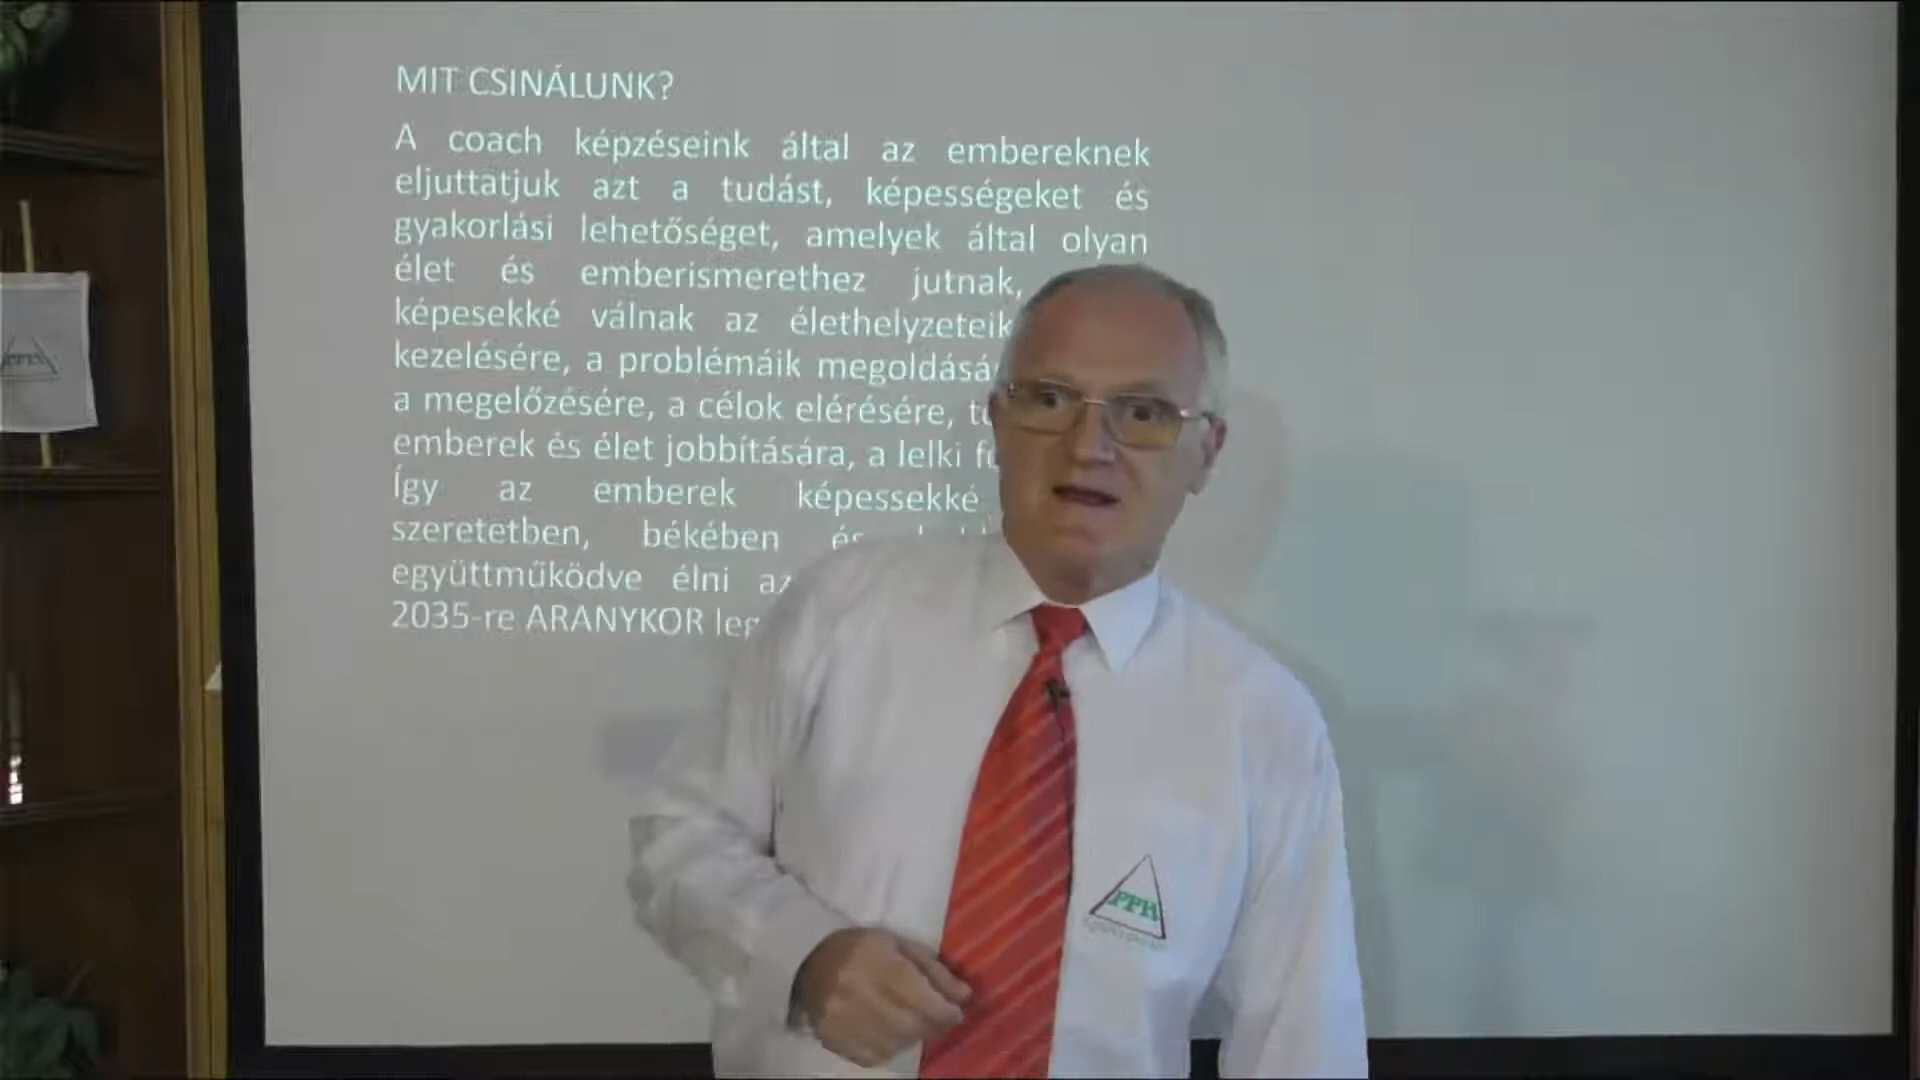 MIT CSINÁLUNK?
A coach képzéseink által az embereknek
eljuttatjuk azt a tudást, képességeket és
gyakorlási lehetőséget, amelyek által olyan
élet és emberismerethez jutnak,
képesekké válnak az élethelyzeteik
kezelésére, a problémáik
a megelőzésére, a célok elérésére,
emberek és élet jobbítására, a lelki
Így az emberek képessekké
szeretetben, békében és
együttműködve élni
2035-re ARANYKOR
PPH